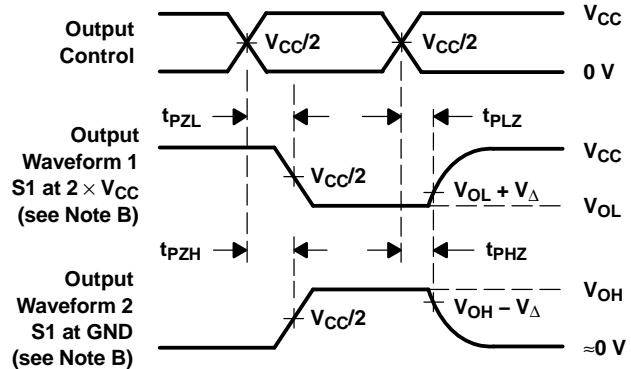 Output
Control
V_CC/2
V_CC/2
V_CC
0 V
t_PZL
t_PLZ
Output
Waveform 1
S1 at 2 × V_CC
(see Note B)
V_CC/2
V_CC
V_OL + V_Δ
V_OL
t_PZH
t_PHZ
Output
Waveform 2
S1 at GND
(see Note B)
V_CC/2
V_OH
V_OH − V_Δ
≈0 V